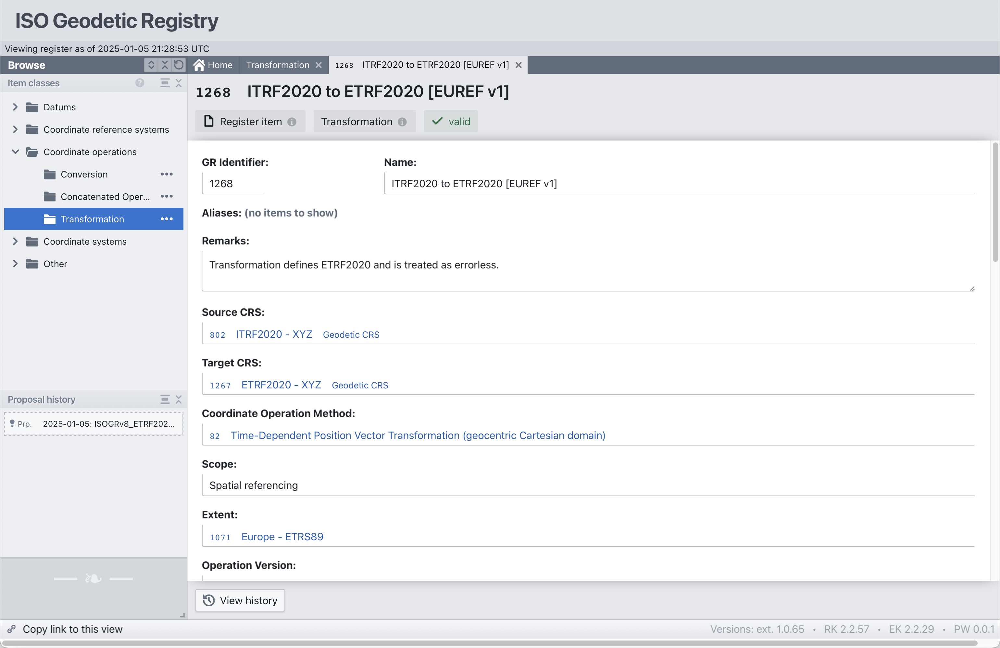 ISO Geodetic Registry
Viewing register as of 2025-01-05 21:28:53 UTC
Browse
Home
Transformation
1268 ITRF2020 to ETRF2020 [EUREF v1]
Item classes
Datums
Coordinate reference systems
Coordinate operations
Conversion
Concatenated Oper...
Transformation
Coordinate systems
Other
Proposal history
Prp. 2025-01-05: ISOGRv8_ETRF202...
1268 ITRF2020 to ETRF2020 [EUREF v1]
Register item
Transformation
valid
GR Identifier:
1268
Name:
ITRF2020 to ETRF2020 [EUREF v1]
Aliases: (no items to show)
Remarks:
Transformation defines ETRF2020 and is treated as errorless.
Source CRS:
802 ITRF2020 - XYZ Geodetic CRS
Target CRS:
1267 ETRF2020 - XYZ Geodetic CRS
Coordinate Operation Method:
82 Time-Dependent Position Vector Transformation (geocentric Cartesian domain)
Scope:
Spatial referencing
Extent:
1071 Europe - ETRS89
Operation Version:
View history
Copy link to this view
Versions: ext. 1.0.65 • RK 2.2.57 • EK 2.2.29 • PW 0.0.1